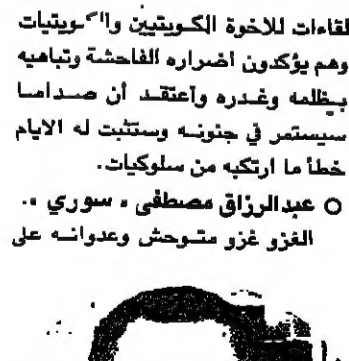 لقاءات للاخوة الكويتيين والكويتيات
وهم يؤكدون اضراره الفاحشة وتباهيه
بظلمه وغدره وأعتقد أن صداما
سيستمر في جنونه وستثبت له الايام
خطأ ما ارتكبه من سلوكيات.
○ عبدالرزاق مصطفى « سوري ».
الغزو غزو متوحش وعدوانه على